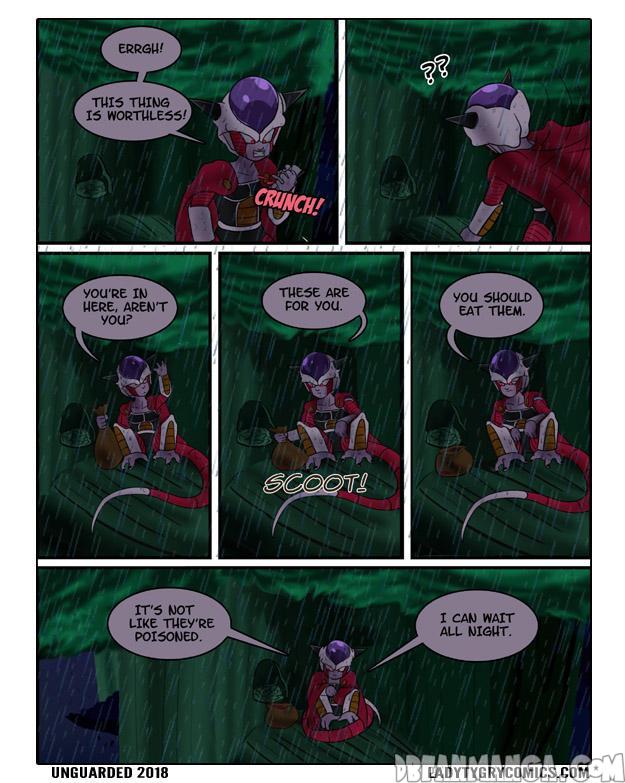 ERRGH!
THIS THING
IS WORTHLESS!
CRUNCH!
??
YOU'RE IN
HERE, AREN'T
YOU?
THESE ARE
FOR YOU.
SCOOT!
YOU SHOULD
EAT THEM.
IT'S NOT
LIKE THEY'RE
POISONED.
I CAN WAIT
ALL NIGHT.
UNGUARDED 2018
LADYTYGRYCOMICS.COM
DBFANMANGA.COM